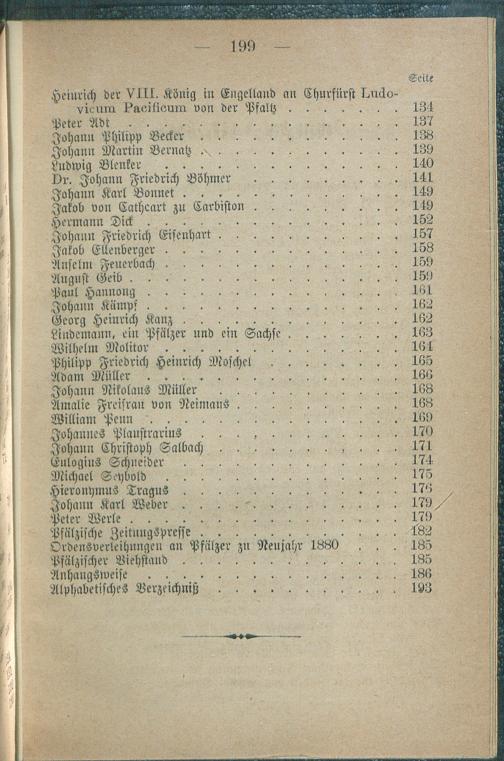 — 199 —
Seite
Heinrich der VIII. König in Engelland an Churfürst Ludo-
vicum Pacificum von der Pfaltz . . . . . . 134
Peter Adt . . . . . . . . . . 137
Johann Philipp Becker . . . . . . . . 138
Johann Martin Bernatz . . . . . . . . 139
Ludwig Blenker . . . . . . . . . 140
Dr. Johann Friedrich Böhmer . . . . . . . 141
Johann Karl Bonnet . . . . . . . . 149
Jakob von Cathcart zu Carbiston . . . . . . 149
Hermann Dick . . . . . . . . . 152
Johann Friedrich Eisenhart . . . . . . . 157
Jakob Ellenberger . . . . . . . . 158
Anselm Feuerbach . . . . . . . . 159
August Geib . . . . . . . . . 159
Paul Hannong . . . . . . . . . 161
Johann Kämpf . . . . . . . . . 162
Georg Heinrich Kanz . . . . . . . . 162
Lindemann, ein Pfälzer und ein Sachse . . . . . 163
Wilhelm Molitor . . . . . . . . 164
Philipp Friedrich Heinrich Moschel . . . . . . 165
Adam Müller . . . . . . . . . 166
Johann Nikolaus Müller . . . . . . . 168
Amalie Freifrau von Neimans . . . . . . 168
William Penn . . . . . . . . . 169
Johannes Plaustrarius . . . . . . . . 170
Johann Christoph Salbach . . . . . . . 171
Eulogius Schneider . . . . . . . . 174
Michael Seybold . . . . . . . . 175
Hieronymus Tragus . . . . . . . . 176
Johann Karl Weber . . . . . . . . 179
Peter Werle . . . . . . . . . 179
Pfälzische Zeitungspresse . . . . . . . 182
Ordensverleihungen an Pfälzer zu Neujahr 1880 . . . . 185
Pfälzischer Viehstand . . . . . . . . 185
Anhangsweise . . . . . . . . . 186
Alphabetisches Verzeichniß . . . . . . . 193